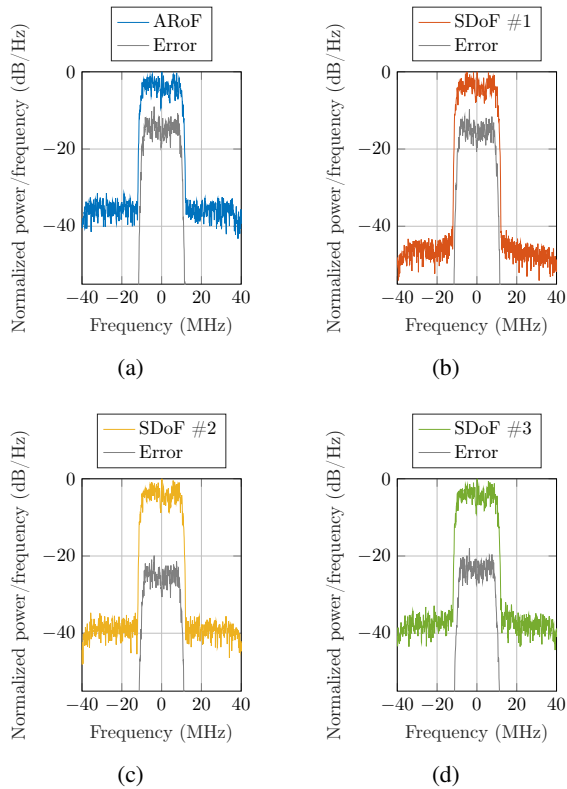 ARoF
Error
Normalized power/frequency (dB/Hz)
0
−20
−40
−40 −20 0 20 40
Frequency (MHz)
(a)
SDoF #1
Error
Normalized power/frequency (dB/Hz)
0
−20
−40
−40 −20 0 20 40
Frequency (MHz)
(b)
SDoF #2
Error
Normalized power/frequency (dB/Hz)
0
−20
−40
−40 −20 0 20 40
Frequency (MHz)
(c)
SDoF #3
Error
Normalized power/frequency (dB/Hz)
0
−20
−40
−40 −20 0 20 40
Frequency (MHz)
(d)